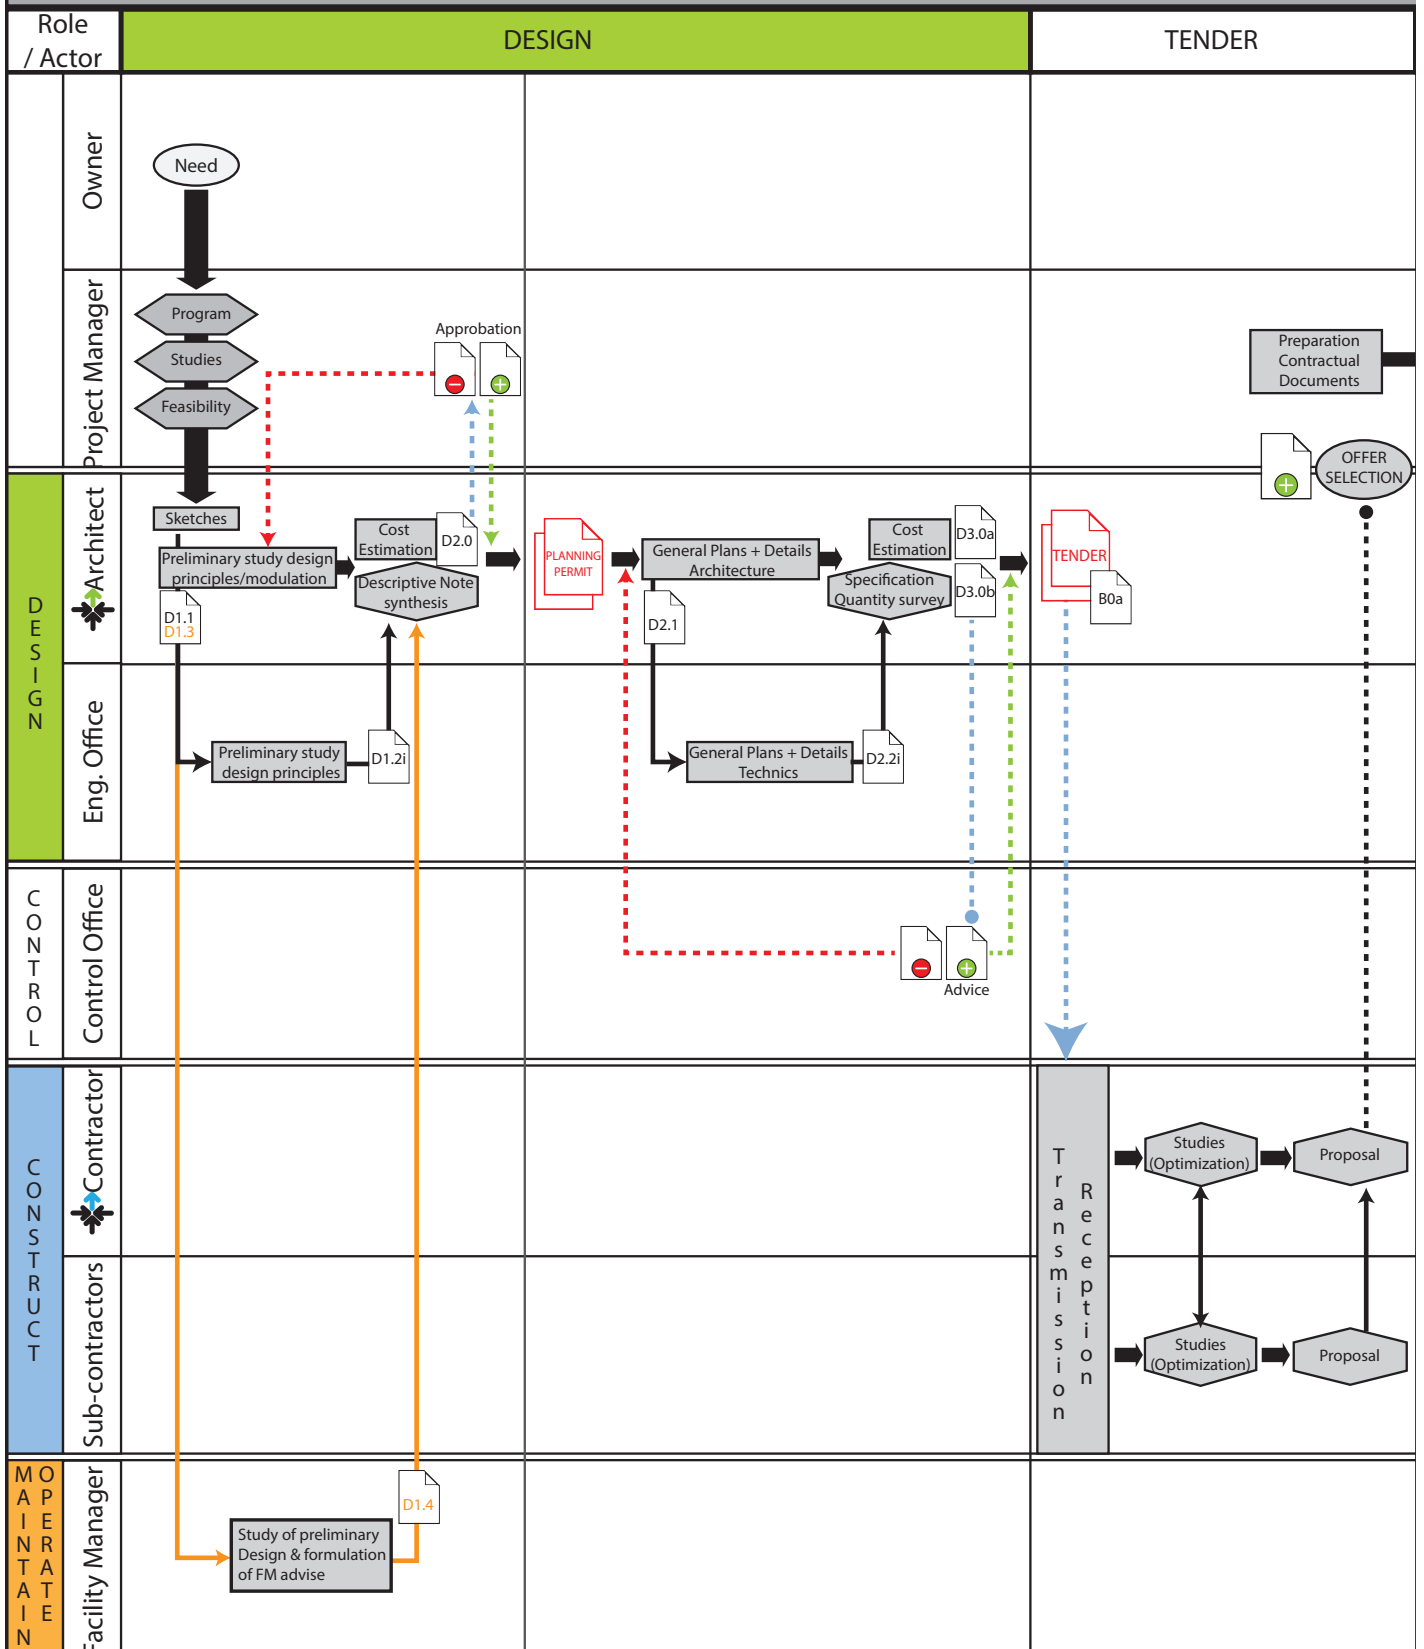 Role
/ Actor
DESIGN
TENDER
Owner
Need
Project Manager
Program
Studies
Feasibility
Approbation
Preparation
Contractual
Documents
OFFER
SELECTION
DESIGN
Architect
Sketches
Preliminary study design
principles/modulation
D1.1
D1.3
Cost
Estimation
D2.0
Descriptive Note
synthesis
PLANNING
PERMIT
General Plans + Details
Architecture
D2.1
Cost
Estimation
D3.0a
Specification
Quantity survey
D3.0b
TENDER
B0a
Eng. Office
Preliminary study
design principles
D1.2i
General Plans + Details
Technics
D2.2i
CONTROL
Control Office
Advice
CONSTRUCT
Contractor
Transmission
Reception
Studies
(Optimization)
Proposal
Sub-contractors
Studies
(Optimization)
Proposal
MAINTAIN
OPERATE
Facility Manager
D1.4
Study of preliminary
Design & formulation
of FM advise